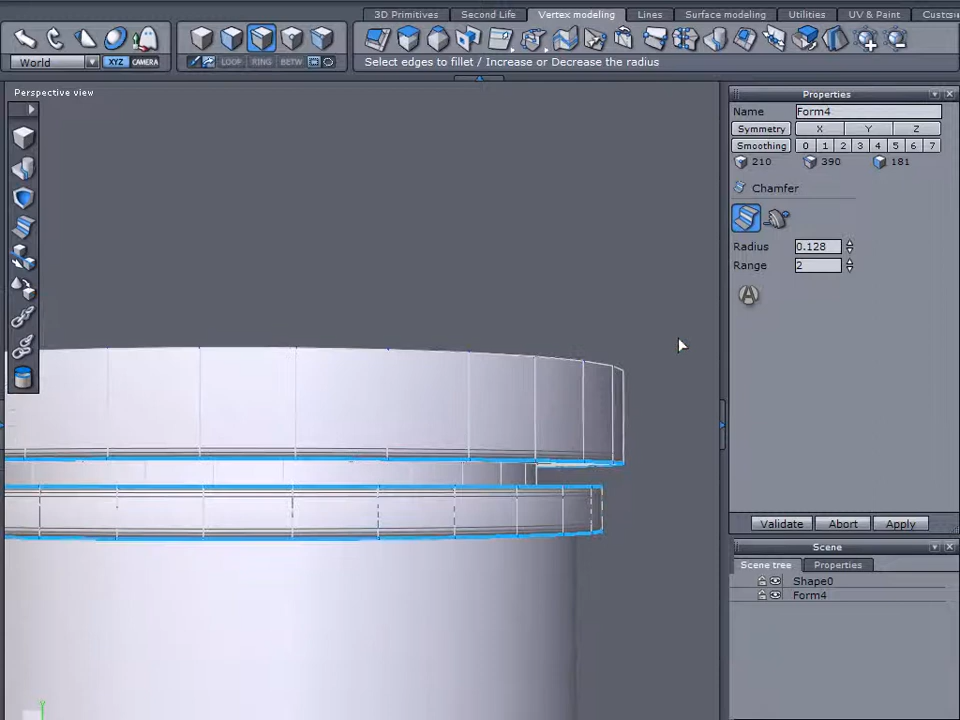 3D Primitives Second Life Vertex modeling Lines Surface modeling Utilities UV & Paint
World XYZ CAMERA LOOP RING BETW Select edges to fillet / Increase or Decrease the radius
Perspective view
Properties
Name Form4
Symmetry X Y Z
Smoothing 0 1 2 3 4 5 6 7
210 390 181
Chamfer
Radius 0.128
Range 2
Validate Abort Apply
Scene
Scene tree Properties
Shape0
Form4
Y